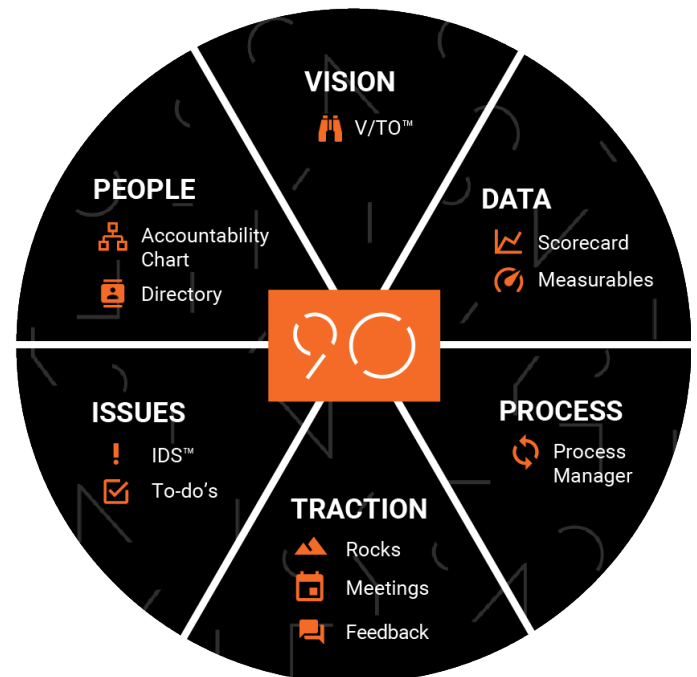 VISION
V/TO™
DATA
Scorecard
Measurables
PROCESS
Process
Manager
TRACTION
Rocks
Meetings
Feedback
ISSUES
IDS™
To-do's
PEOPLE
Accountability
Chart
Directory
90